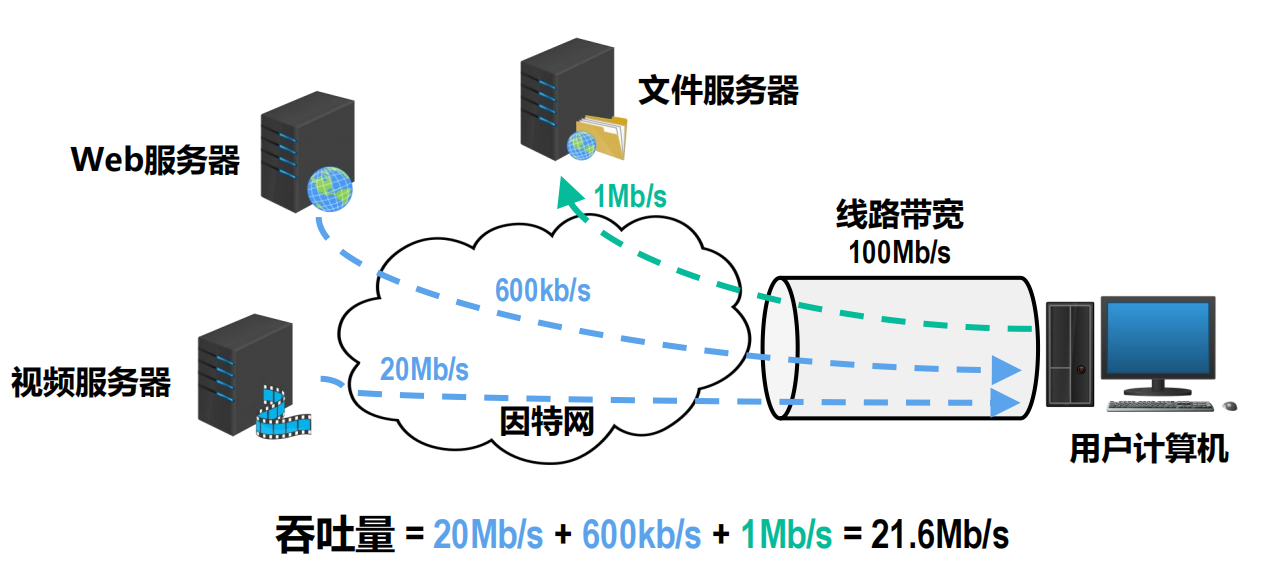 文件服务器
Web服务器
1Mb/s
线路带宽
100Mb/s
600kb/s
视频服务器
20Mb/s
因特网
用户计算机
吞吐量 = 20Mb/s + 600kb/s + 1Mb/s = 21.6Mb/s